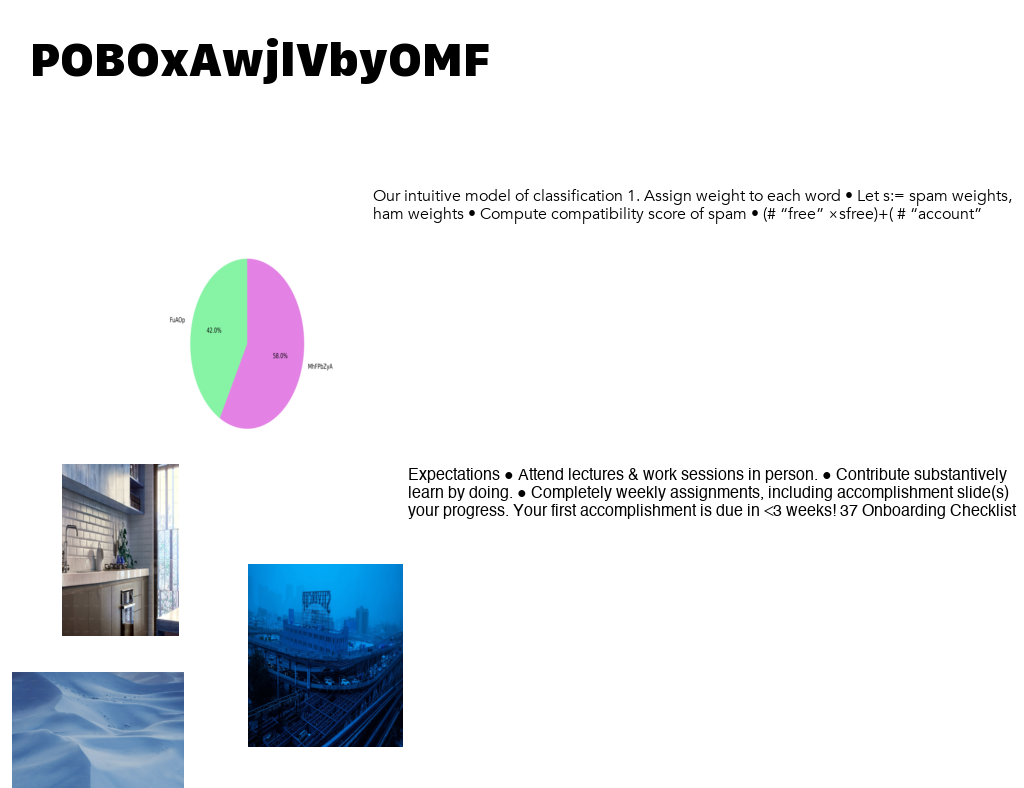 POBOxAwjlVbyOMF
Our intuitive model of classification 1. Assign weight to each word • Let s:= spam weights,
ham weights • Compute compatibility score of spam • (# “free” ×sfree)+( # “account”
FuAOp
42.0%
58.0%
MhFPbZyA
Expectations ● Attend lectures & work sessions in person. ● Contribute substantively
learn by doing. ● Completely weekly assignments, including accomplishment slide(s)
your progress. Your first accomplishment is due in <3 weeks! 37 Onboarding Checklist